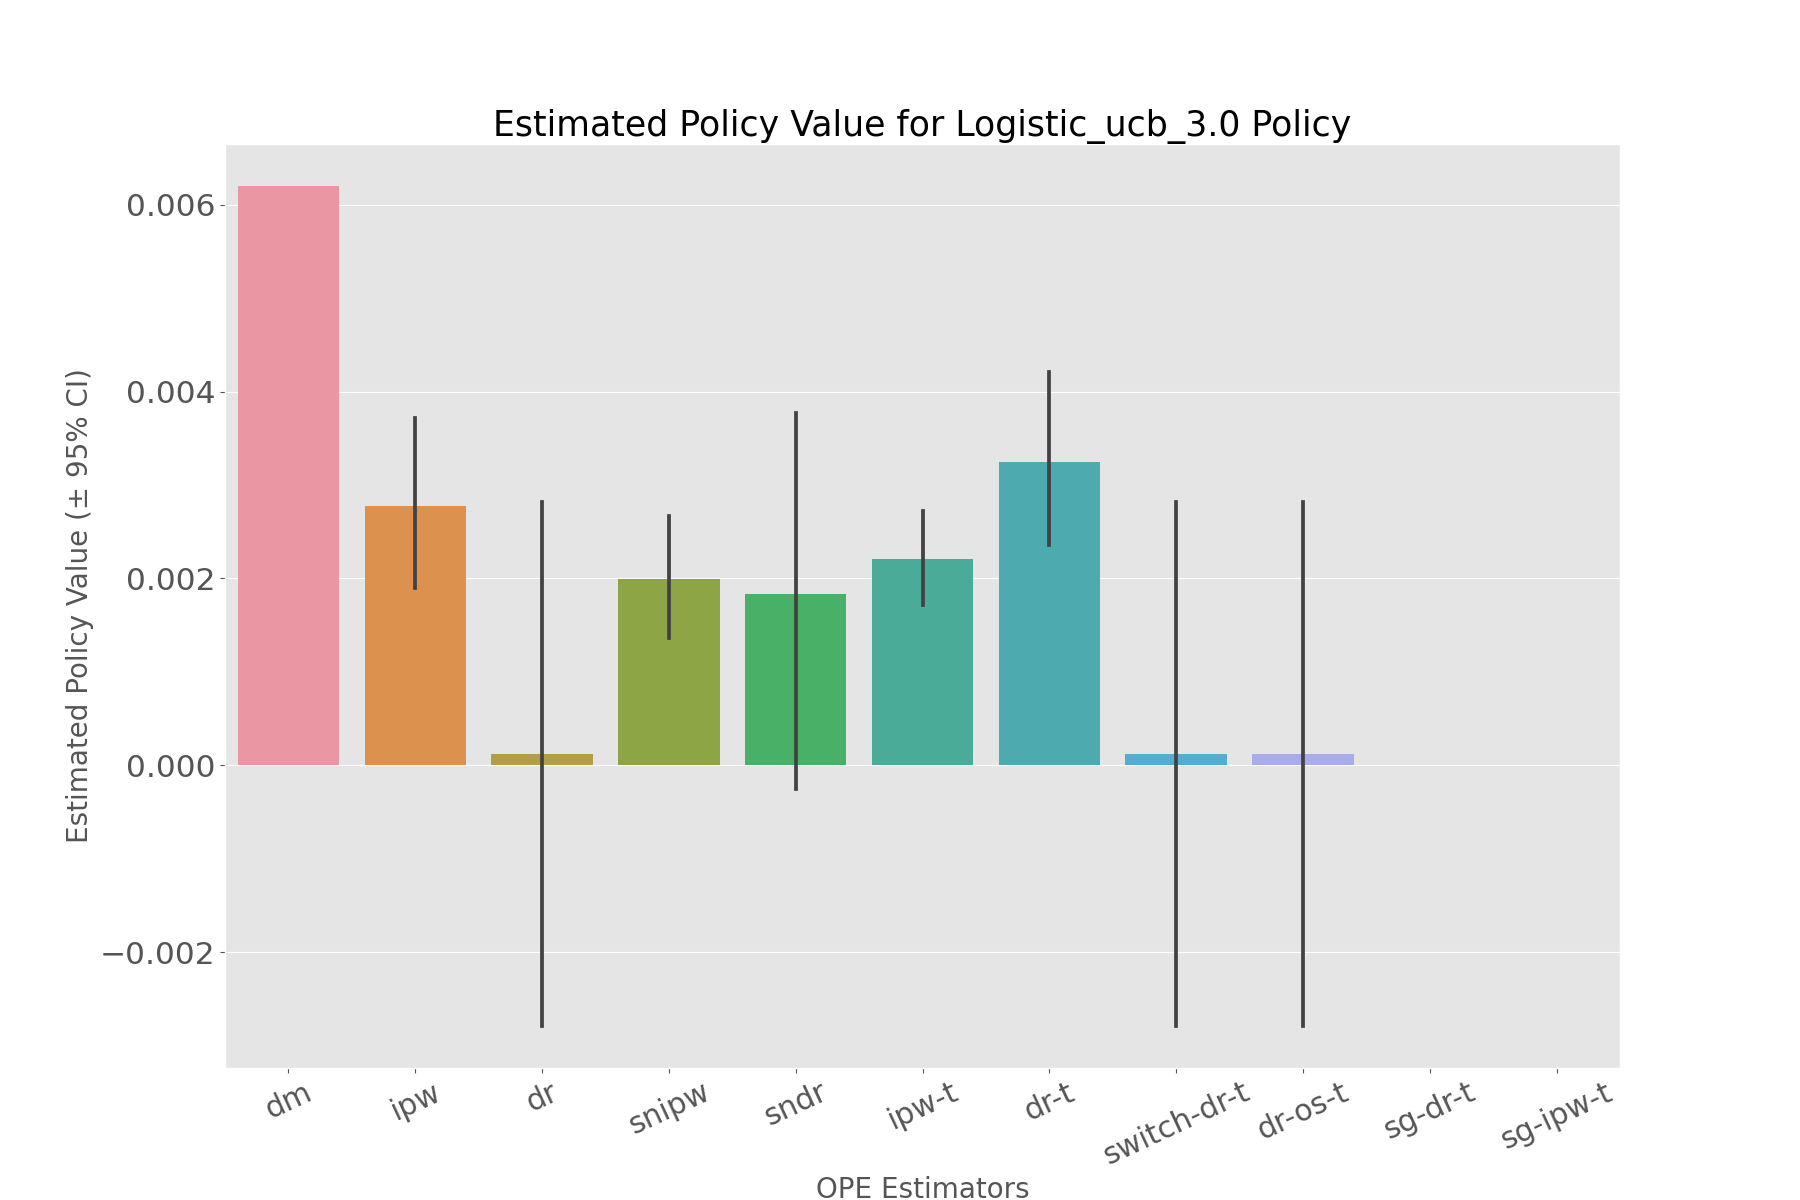 Estimated Policy Value for Logistic_ucb_3.0 Policy
Estimated Policy Value (± 95% CI)
0.006
0.004
0.002
0.000
−0.002
dm
ipw
dr
snipw
sndr
ipw-t
dr-t
switch-dr-t
dr-os-t
sg-dr-t
sg-ipw-t
OPE Estimators